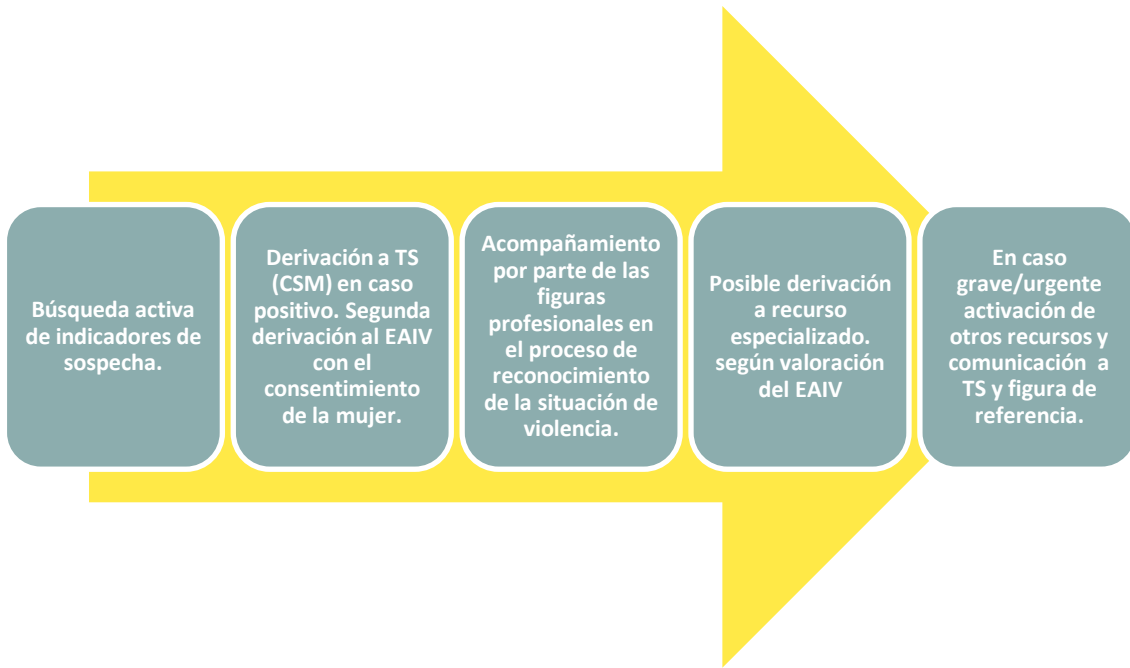 Búsqueda activa
de indicadores de
sospecha.
Derivación a TS
(CSM) en caso
positivo. Segunda
derivación al EAIV
con el
consentimiento
de la mujer.
Acompañamiento
por parte de las
figuras
profesionales en
el proceso de
reconocimiento
de la situación de
violencia.
Posible derivación
a recurso
especializado.
según valoración
del EAIV
En caso
grave/urgente
activación de
otros recursos y
comunicación a
TS y figura de
referencia.